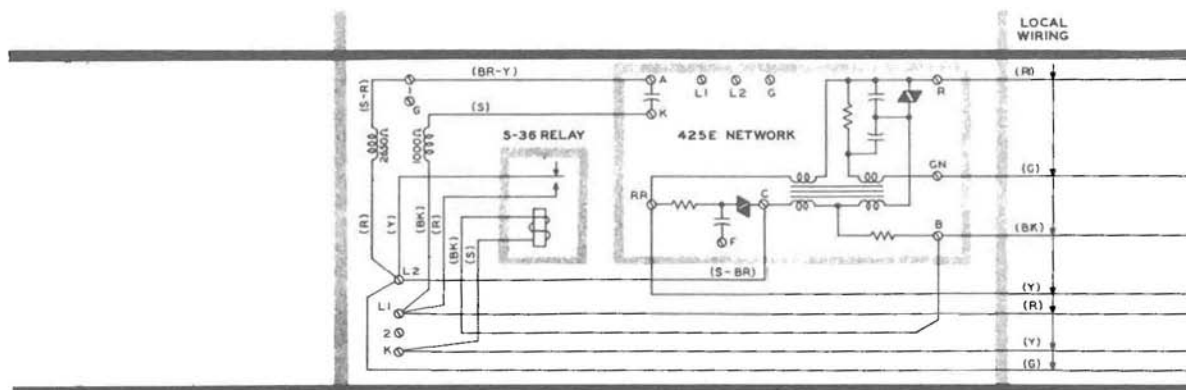 LOCAL
WIRING
(BR-Y)
A
L1
L2
G
R
(R)
(S-R)
1
G
(S)
K
S-36 RELAY
425E NETWORK
2650Ω
1000Ω
GN
(G)
RR
C
(R)
(Y)
(BK)
(R)
(BK)
(S)
F
B
(BK)
L2
(S-BR)
(Y)
L1
(R)
2
K
(Y)
(G)